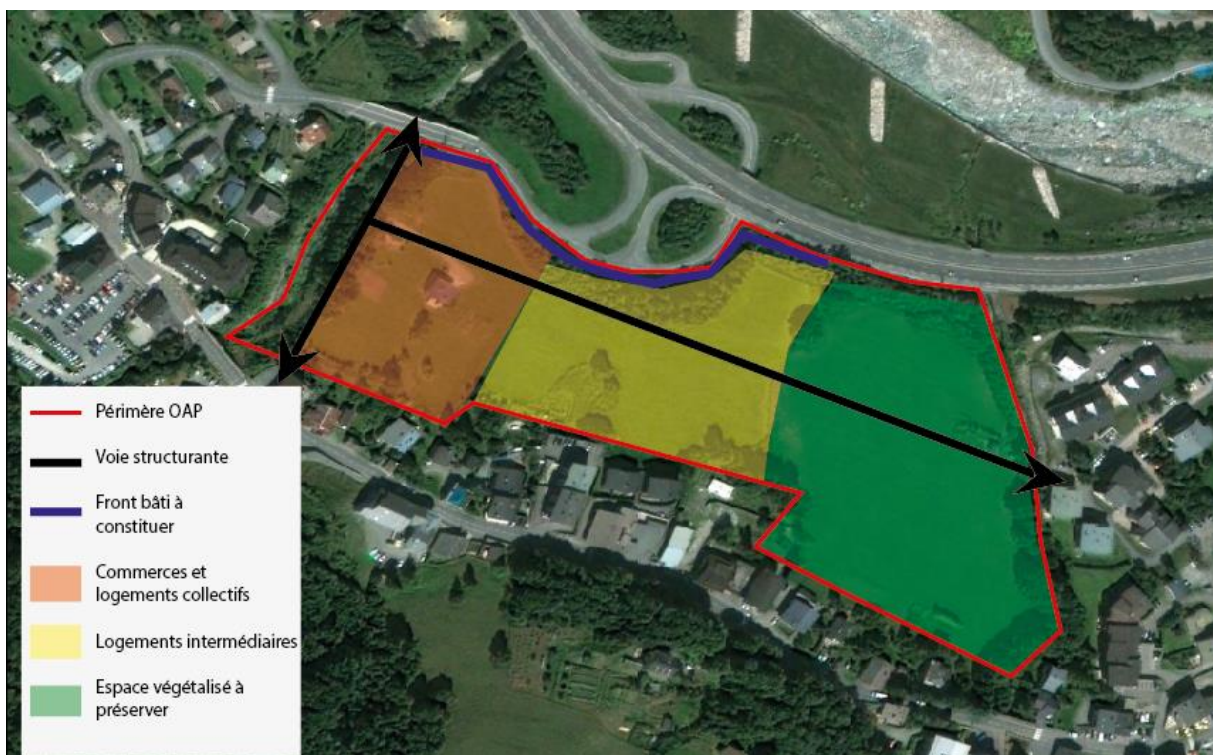 Périmère OAP
Voie structurante
Front bâti à
constituer
Commerces et
logements collectifs
Logements intermédiaires
Espace végétalisé à
préserver